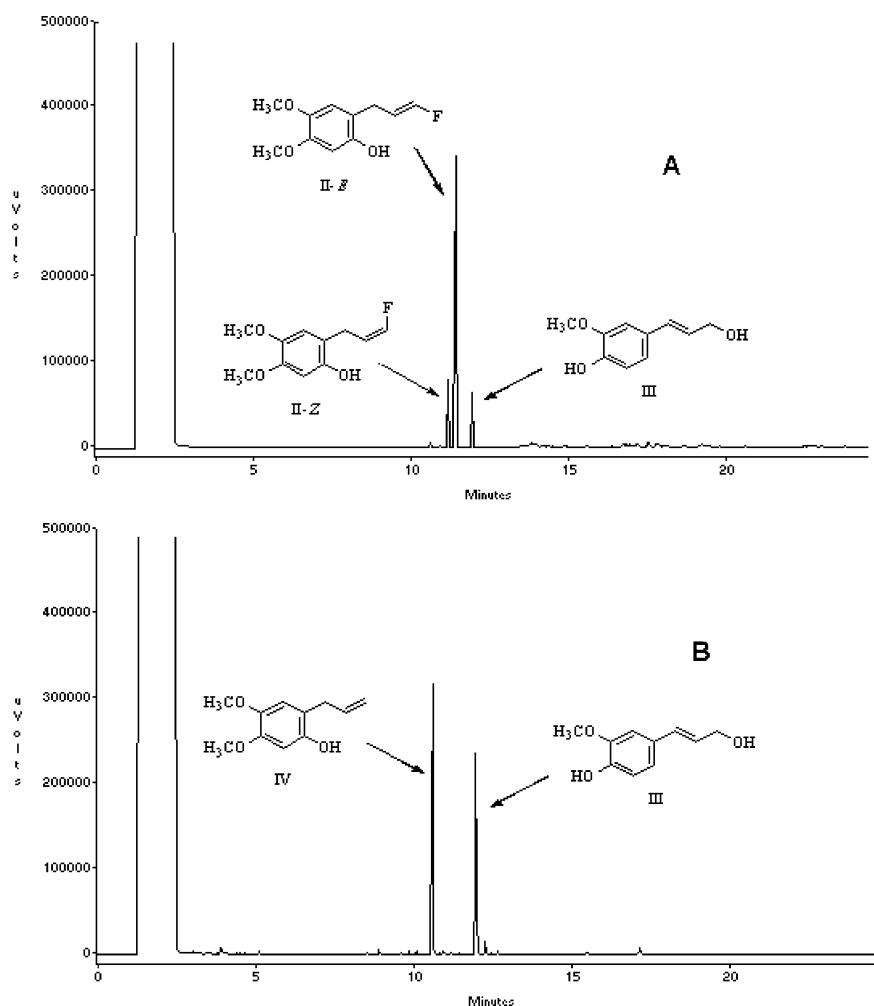 500000
400000
300000
200000
100000
0
u
V
o
l
t
s
H₃CO
H₃CO
F
OH
II-E
A
F
H₃CO
H₃CO
OH
II-Z
H₃CO
HO
OH
III
0
5
10
15
20
Minutes
500000
400000
300000
200000
100000
0
u
V
o
l
t
s
B
H₃CO
H₃CO
OH
IV
H₃CO
HO
OH
III
0
5
10
15
20
Minutes